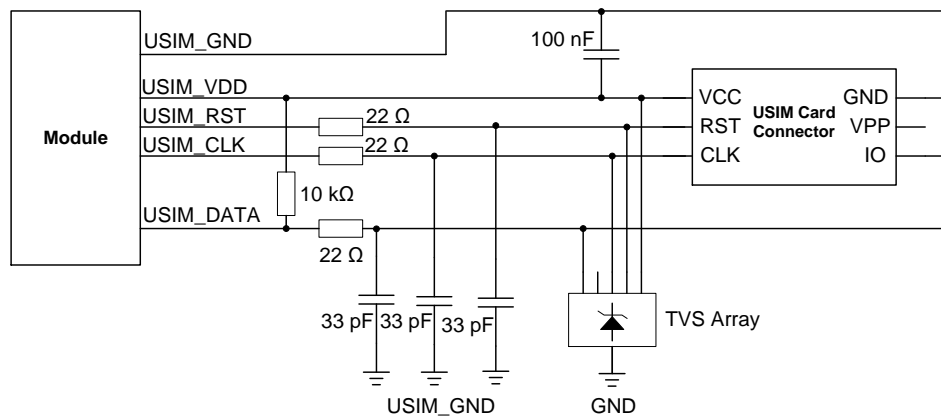 USIM_GND
100 nF
USIM_VDD
VCC
USIM Card
Connector
GND
Module
USIM_RST
22 Ω
RST
VPP
USIM_CLK
22 Ω
CLK
IO
10 kΩ
USIM_DATA
22 Ω
33 pF
33 pF
33 pF
TVS Array
USIM_GND
GND